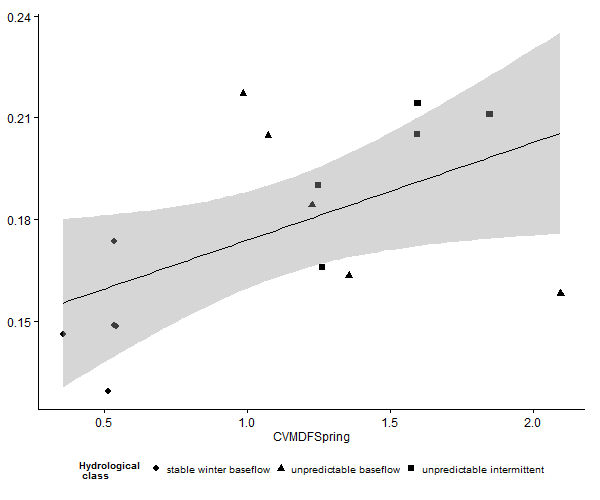 0.24
0.21
0.18
0.15
0.5 1.0 1.5 2.0
CVMDFSpring
Hydrological
class
stable winter baseflow unpredictable baseflow unpredictable intermittent